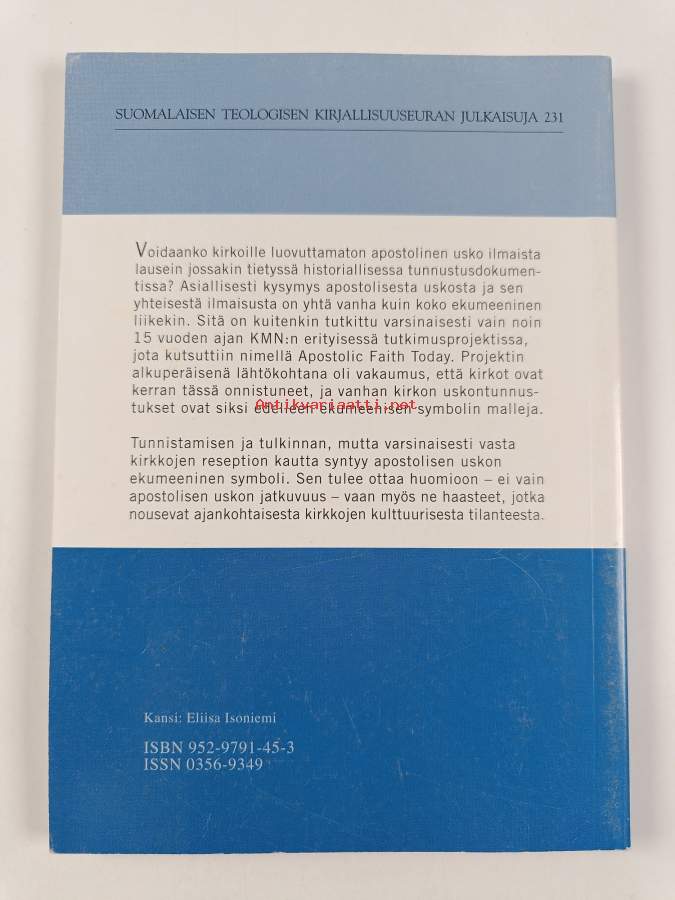 SUOMALAISEN TEOLOGISEN KIRJALLISUUSEURAN JULKAISUJA 231
Voidaanko kirkoille luovuttamaton apostolinen usko ilmaista
lausein jossakin tietyssä historiallisessa tunnustusdokumen-
tissa? Asiallisesti kysymys apostolisesta uskosta ja sen
yhteisestä ilmaisusta on yhtä vanha kuin koko ekumeeninen
liikekin. Sitä on kuitenkin tutkittu varsinaisesti vain noin
15 vuoden ajan KMN:n erityisessä tutkimusprojektissa,
jota kutsuttiin nimellä Apostolic Faith Today. Projektin
alkuperäisenä lähtökohtana oli vakaumus, että kirkot ovat
kerran tässä onnistuneet, ja vanhan kirkon uskontunnus-
tukset ovat siksi edelleen ekumeenisen symbolin malleja.
Antikvariaatti.net
Tunnistamisen ja tulkinnan, mutta varsinaisesti vasta
kirkkojen reseption kautta syntyy apostolisen uskon
ekumeeninen symboli. Sen tulee ottaa huomioon – ei vain
apostolisen uskon jatkuvuus – vaan myös ne haasteet, jotka
nousevat ajankohtaisesta kirkkojen kulttuurisesta tilanteesta.
Kansi: Eliisa Isoniemi
ISBN 952-9791-45-3
ISSN 0356-9349